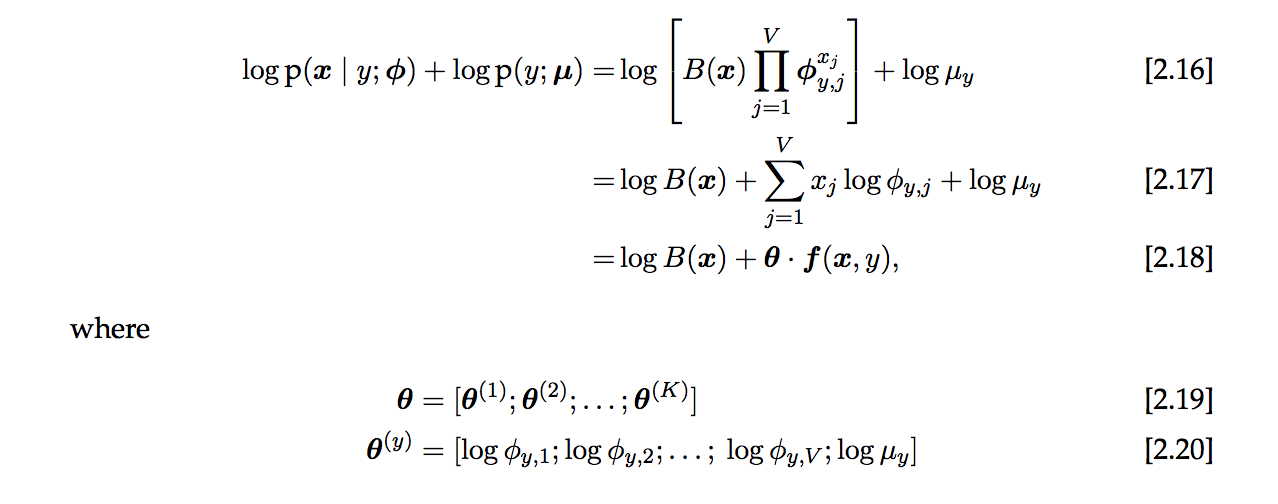 log p(x | y; ϕ) + log p(y; μ) = log [ B(x) ∏_{j=1}^{V} ϕ_{y,j}^{x_j} ] + log μ_y [2.16]
= log B(x) + ∑_{j=1}^{V} x_j log ϕ_{y,j} + log μ_y [2.17]
= log B(x) + θ · f(x, y), [2.18]
where
θ = [θ^{(1)}; θ^{(2)}; . . . ; θ^{(K)}] [2.19]
θ^{(y)} = [log ϕ_{y,1}; log ϕ_{y,2}; . . . ; log ϕ_{y,V}; log μ_y] [2.20]